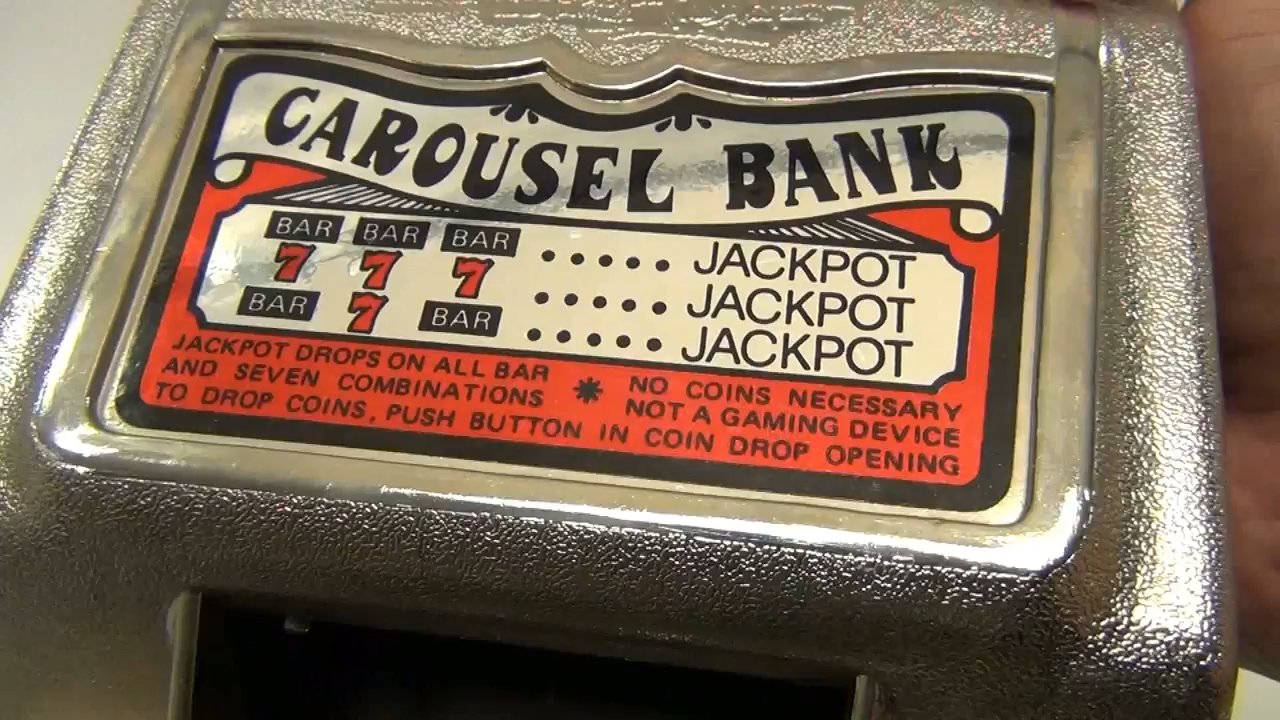 CAROUSEL BANK
BAR BAR BAR ..... JACKPOT
7 7 7 ..... JACKPOT
BAR 7 BAR ..... JACKPOT
JACKPOT DROPS ON ALL BAR
AND SEVEN COMBINATIONS
* NO COINS NECESSARY
NOT A GAMING DEVICE
TO DROP COINS, PUSH BUTTON IN COIN DROP OPENING